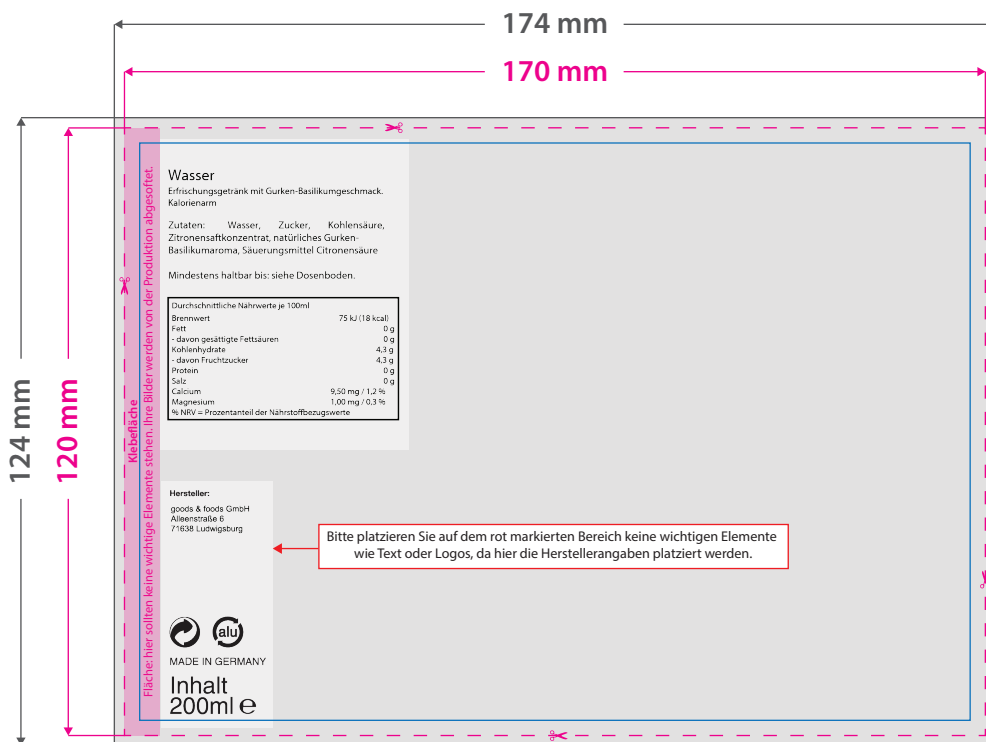 174 mm
170 mm
124 mm
120 mm
Klebefläche
Fläche: hier sollten keine wichtige Elemente stehen. Ihre Bilder werden von der Produktion abgesoftet.
Wasser
Erfrischungsgetränk mit Gurken-Basilikumgeschmack.
Kalorienarm
Zutaten: Wasser, Zucker, Kohlensäure,
Zitronensaftkonzentrat, natürliches Gurken-
Basilikumaroma, Säuerungsmittel Citronensäure
Mindestens haltbar bis: siehe Dosenboden.
Durchschnittliche Nährwerte je 100ml
Brennwert 75 kJ (18 kcal)
Fett 0 g
- davon gesättigte Fettsäuren 0 g
Kohlenhydrate 4,3 g
- davon Fruchtzucker 4,3 g
Protein 0 g
Salz 0 g
Calcium 9,50 mg / 1,2 %
Magnesium 1,00 mg / 0,3 %
% NRV = Prozentanteil der Nährstoffbezugswerte
Hersteller:
goods & foods GmbH
Alleenstraße 6
71638 Ludwigsburg
Bitte platzieren Sie auf dem rot markierten Bereich keine wichtigen Elemente
wie Text oder Logos, da hier die Herstellerangaben platziert werden.
alu
MADE IN GERMANY
Inhalt
200ml ℮